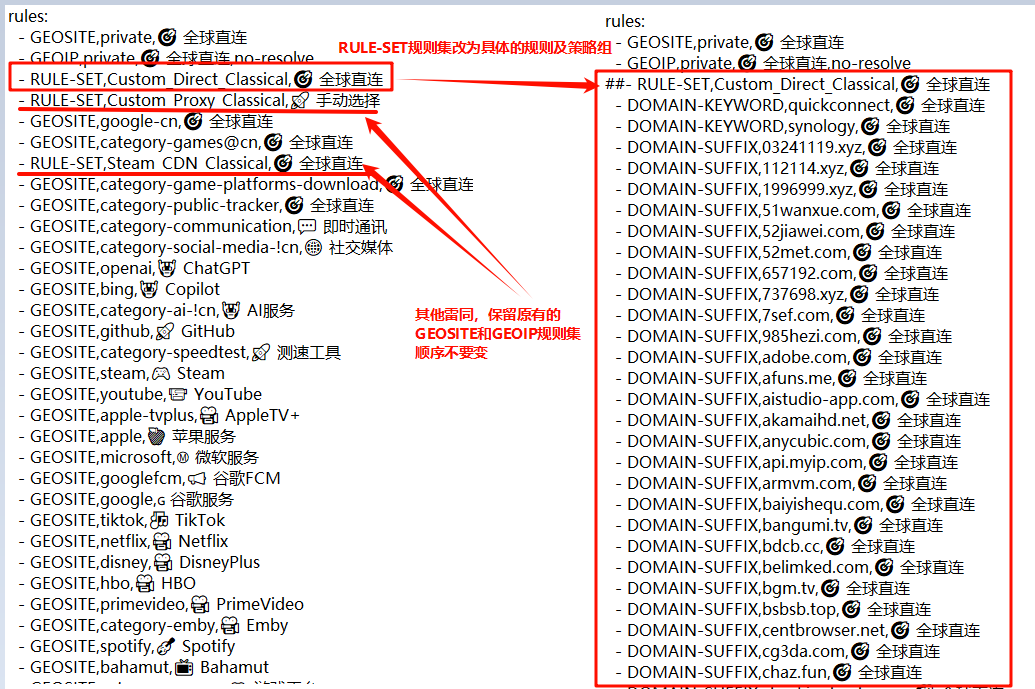 rules:
- GEOSITE,private,🎯 全球直连
- GEOIP,private,🎯 全球直连,no-resolve
- RULE-SET,Custom_Direct_Classical,🎯 全球直连
- RULE-SET,Custom_Proxy_Classical,🚀 手动选择
- GEOSITE,google-cn,🎯 全球直连
- GEOSITE,category-games@cn,🎯 全球直连
- RULE-SET,Steam_CDN_Classical,🎯 全球直连
- GEOSITE,category-game-platforms-download,🎯 全球直连
- GEOSITE,category-public-tracker,🎯 全球直连
- GEOSITE,category-communication,💬 即时通讯
- GEOSITE,category-social-media-!cn,🌐 社交媒体
- GEOSITE,openai,🤖 ChatGPT
- GEOSITE,bing,🤖 Copilot
- GEOSITE,category-ai-!cn,🤖 AI服务
- GEOSITE,github,🚀 GitHub
- GEOSITE,category-speedtest,🚀 测速工具
- GEOSITE,steam,🎮 Steam
- GEOSITE,youtube,📹 YouTube
- GEOSITE,apple-tvplus,🎥 AppleTV+
- GEOSITE,apple,🍎 苹果服务
- GEOSITE,microsoft,Ⓜ 微软服务
- GEOSITE,googlefcm,📢 谷歌FCM
- GEOSITE,google,G 谷歌服务
- GEOSITE,tiktok,🎵 TikTok
- GEOSITE,netflix,🎥 Netflix
- GEOSITE,disney,🎥 DisneyPlus
- GEOSITE,hbo,🎥 HBO
- GEOSITE,primevideo,🎥 PrimeVideo
- GEOSITE,category-emby,🎥 Emby
- GEOSITE,spotify,🎸 Spotify
- GEOSITE,bahamut,📺 Bahamut
RULE-SET规则集改为具体的规则及策略组
其他雷同，保留原有的
GEOSITE和GEOIP规则集
顺序不要变
rules:
- GEOSITE,private,🎯 全球直连
- GEOIP,private,🎯 全球直连,no-resolve
##- RULE-SET,Custom_Direct_Classical,🎯 全球直连
- DOMAIN-KEYWORD,quickconnect,🎯 全球直连
- DOMAIN-KEYWORD,synology,🎯 全球直连
- DOMAIN-SUFFIX,03241119.xyz,🎯 全球直连
- DOMAIN-SUFFIX,112114.xyz,🎯 全球直连
- DOMAIN-SUFFIX,1996999.xyz,🎯 全球直连
- DOMAIN-SUFFIX,51wanxue.com,🎯 全球直连
- DOMAIN-SUFFIX,52jiawei.com,🎯 全球直连
- DOMAIN-SUFFIX,52met.com,🎯 全球直连
- DOMAIN-SUFFIX,657192.com,🎯 全球直连
- DOMAIN-SUFFIX,737698.xyz,🎯 全球直连
- DOMAIN-SUFFIX,7sef.com,🎯 全球直连
- DOMAIN-SUFFIX,985hezi.com,🎯 全球直连
- DOMAIN-SUFFIX,adobe.com,🎯 全球直连
- DOMAIN-SUFFIX,afuns.me,🎯 全球直连
- DOMAIN-SUFFIX,aistudio-app.com,🎯 全球直连
- DOMAIN-SUFFIX,akamaihd.net,🎯 全球直连
- DOMAIN-SUFFIX,anycubic.com,🎯 全球直连
- DOMAIN-SUFFIX,api.myip.com,🎯 全球直连
- DOMAIN-SUFFIX,armvm.com,🎯 全球直连
- DOMAIN-SUFFIX,baiyishequ.com,🎯 全球直连
- DOMAIN-SUFFIX,bangumi.tv,🎯 全球直连
- DOMAIN-SUFFIX,bdcb.cc,🎯 全球直连
- DOMAIN-SUFFIX,belimked.com,🎯 全球直连
- DOMAIN-SUFFIX,bgm.tv,🎯 全球直连
- DOMAIN-SUFFIX,bsbsb.top,🎯 全球直连
- DOMAIN-SUFFIX,centbrowser.net,🎯 全球直连
- DOMAIN-SUFFIX,cg3da.com,🎯 全球直连
- DOMAIN-SUFFIX,chaz.fun,🎯 全球直连